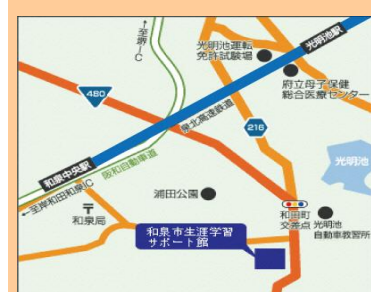 ←至堺IC
光明池運転
免許試験場
光明池駅
府立母子保健
総合医療センター
480
泉北高速鉄道
216
阪和自動車道
光明池
和泉中央駅
←至岸和田和泉IC
〒
和泉局
浦田公園
和田町
交差点
光明池
自動車教習所
和泉市生涯学習
サポート館